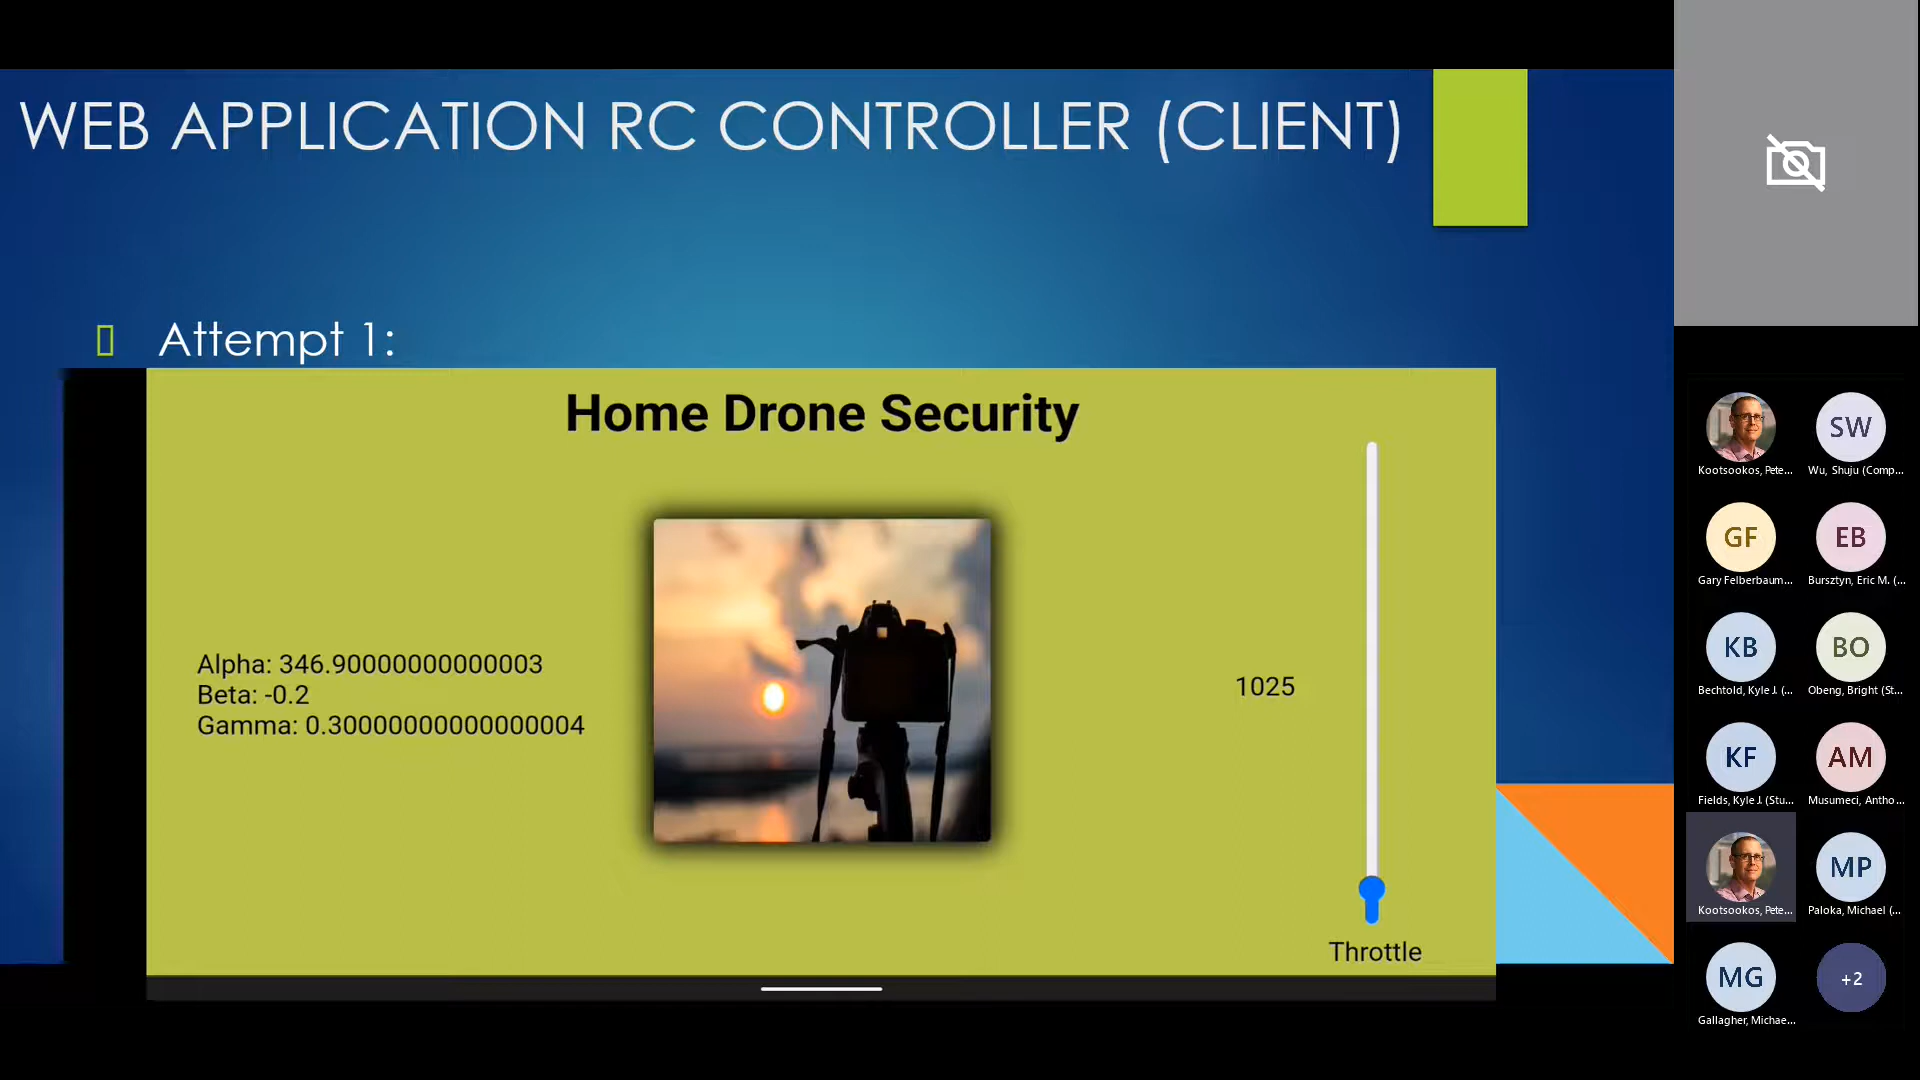 WEB APPLICATION RC CONTROLLER (CLIENT)
Attempt 1:
Home Drone Security
Alpha: 346.90000000000003
Beta: -0.2
Gamma: 0.30000000000000004
1025
Throttle
Kootsookos, Pete...
SW
Wu, Shuju (Comp...
GF
Gary Felberbaum...
EB
Bursztyn, Eric M. (...
KB
Bechtold, Kyle J. (...
BO
Obeng, Bright (St...
KF
Fields, Kyle J. (Stu...
AM
Musumeci, Antho...
Kootsookos, Pete...
MP
Paloka, Michael (...
MG
Gallagher, Michae...
+2